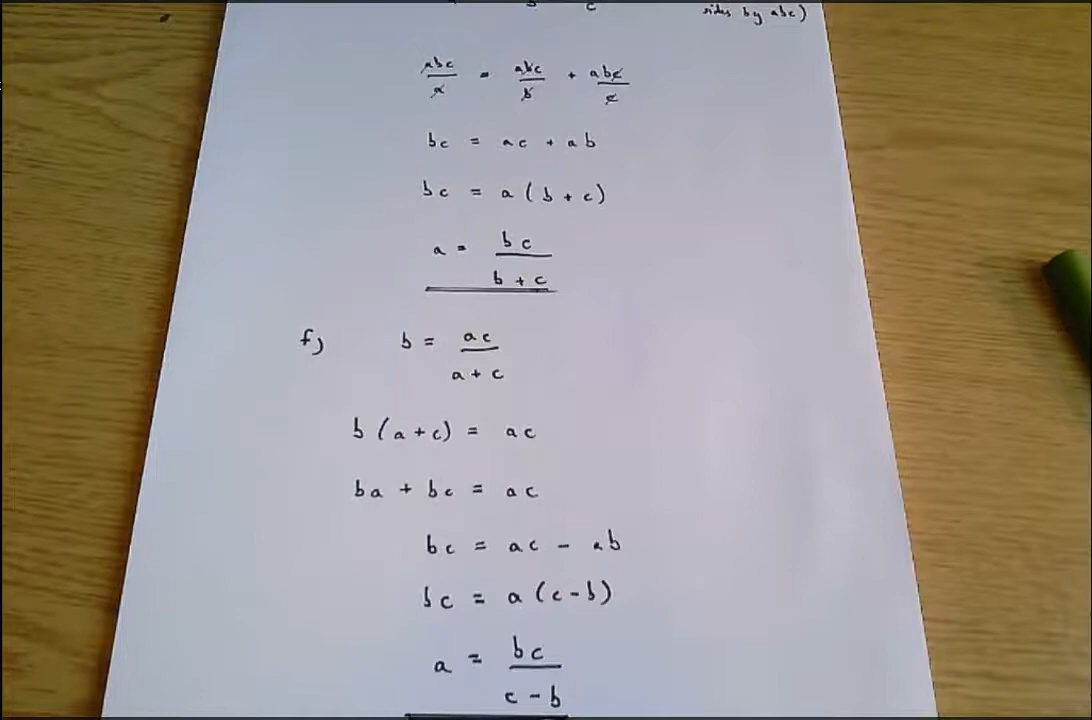 b c sides by abc)
abc/a = abc/b + abc/c
bc = ac + ab
bc = a (b + c)
a = bc/b + c
f) b = ac/a + c
b (a + c) = ac
ba + bc = ac
bc = ac - ab
bc = a (c - b)
a = bc/c - b